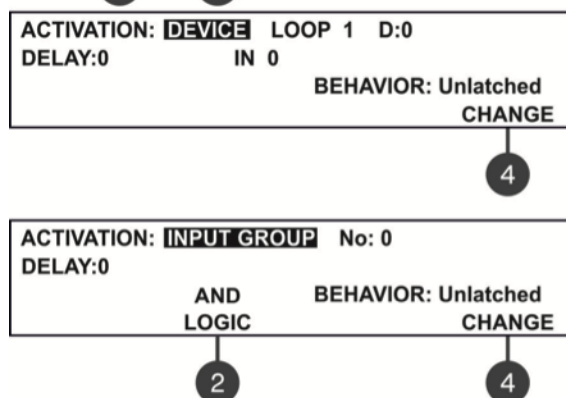 ACTIVATION: DEVICE LOOP 1 D:0
DELAY:0 IN 0
BEHAVIOR: Unlatched
CHANGE
4
ACTIVATION: INPUT GROUP No: 0
DELAY:0
AND BEHAVIOR: Unlatched
LOGIC CHANGE
2 4